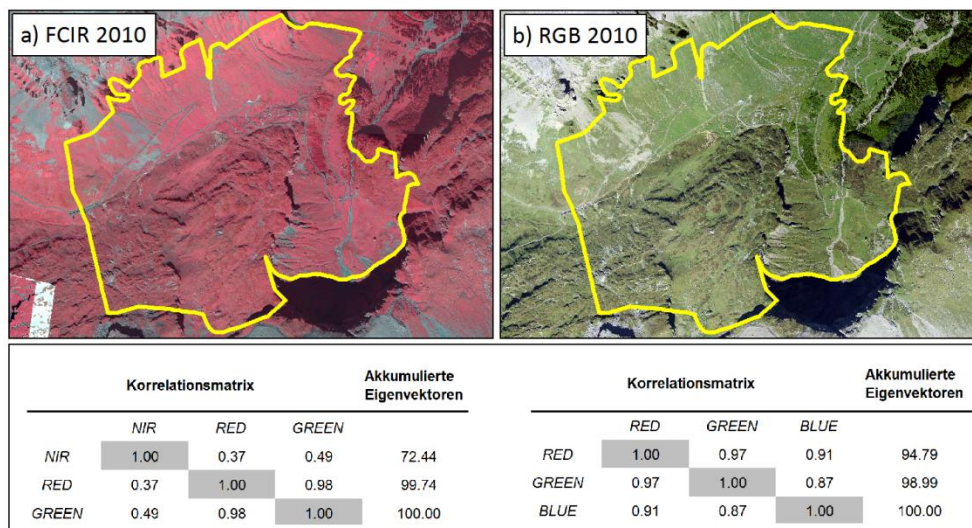 a) FCIR 2010
b) RGB 2010
Korrelationsmatrix
Akkumulierte
Eigenvektoren
NIR RED GREEN
NIR 1.00 0.37 0.49 72.44
RED 0.37 1.00 0.98 99.74
GREEN 0.49 0.98 1.00 100.00
Korrelationsmatrix
Akkumulierte
Eigenvektoren
RED GREEN BLUE
RED 1.00 0.97 0.91 94.79
GREEN 0.97 1.00 0.87 98.99
BLUE 0.91 0.87 1.00 100.00